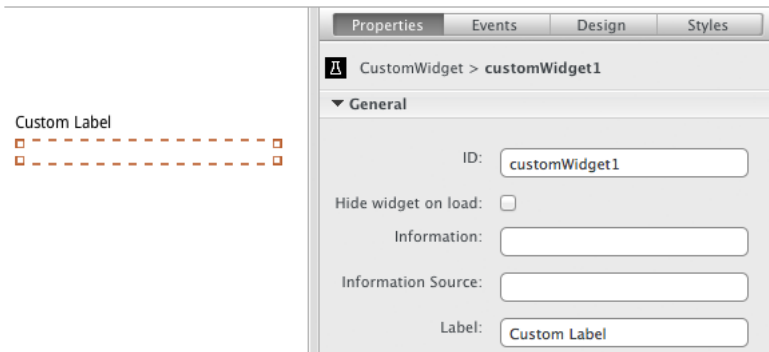 Properties Events Design Styles
CustomWidget > customWidget1
General
Custom Label
ID: customWidget1
Hide widget on load:
Information:
Information Source:
Label: Custom Label